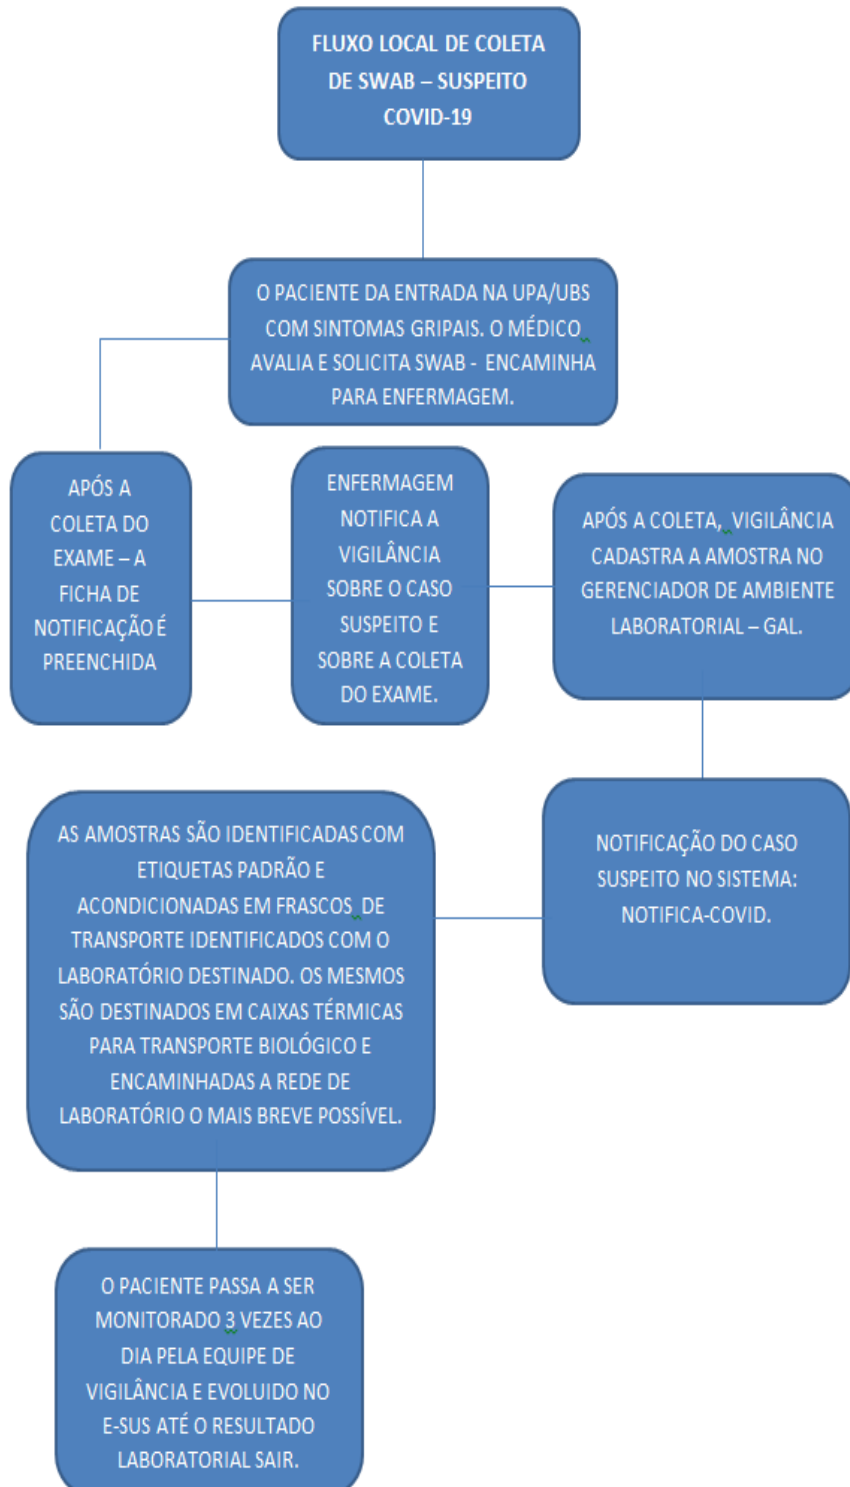 FLUXO LOCAL DE COLETA
DE SWAB – SUSPEITO
COVID-19
O PACIENTE DA ENTRADA NA UPA/UBS
COM SINTOMAS GRIPAIS. O MÉDICO
AVALIA E SOLICITA SWAB - ENCAMINHA
PARA ENFERMAGEM.
APÓS A
COLETA DO
EXAME – A
FICHA DE
NOTIFICAÇÃO É
PREENCHIDA
ENFERMAGEM
NOTIFICA A
VIGILÂNCIA
SOBRE O CASO
SUSPEITO E
SOBRE A COLETA
DO EXAME.
APÓS A COLETA, VIGILÂNCIA
CADASTRA A AMOSTRA NO
GERENCIADOR DE AMBIENTE
LABORATORIAL – GAL.
NOTIFICAÇÃO DO CASO
SUSPEITO NO SISTEMA:
NOTIFICA-COVID.
AS AMOSTRAS SÃO IDENTIFICADAS COM
ETIQUETAS PADRÃO E
ACONDICIONADAS EM FRASCOS DE
TRANSPORTE IDENTIFICADOS COM O
LABORATÓRIO DESTINADO. OS MESMOS
SÃO DESTINADOS EM CAIXAS TÉRMICAS
PARA TRANSPORTE BIOLÓGICO E
ENCAMINHADAS A REDE DE
LABORATÓRIO O MAIS BREVE POSSÍVEL.
O PACIENTE PASSA A SER
MONITORADO 3 VEZES AO
DIA PELA EQUIPE DE
VIGILÂNCIA E EVOLUIDO NO
E-SUS ATÉ O RESULTADO
LABORATORIAL SAIR.